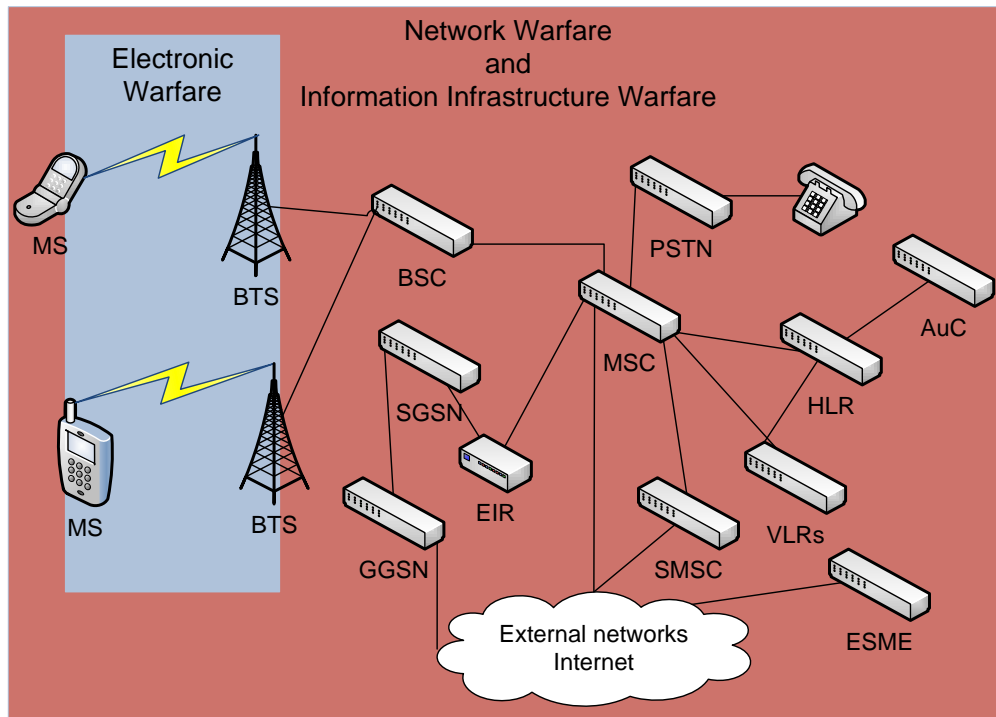 Network Warfare
and
Information Infrastructure Warfare
Electronic
Warfare
MS
BTS
BSC
PSTN
AuC
MSC
HLR
SGSN
MS
BTS
EIR
GGSN
SMSC
VLRs
ESME
External networks
Internet